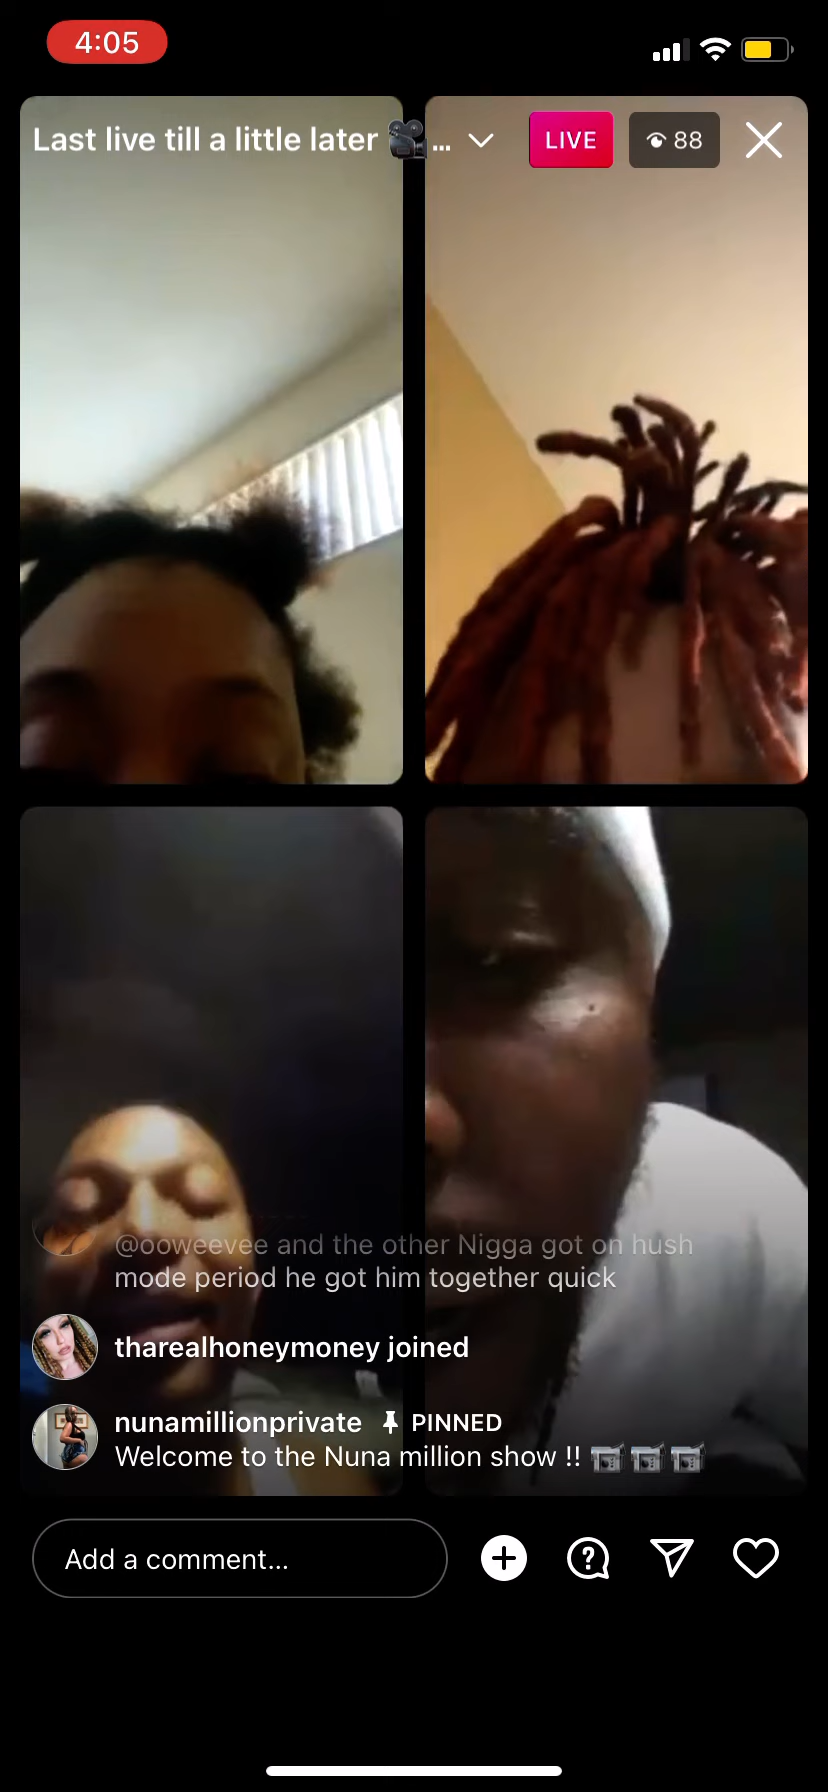 4:05
Last live till a little later 🎥...
LIVE
88
@ooweevee and the other Nigga got on hush
mode period he got him together quick
tharealhoneymoney joined
nunamillionprivate PINNED
Welcome to the Nuna million show !! 📹📹📹
Add a comment...